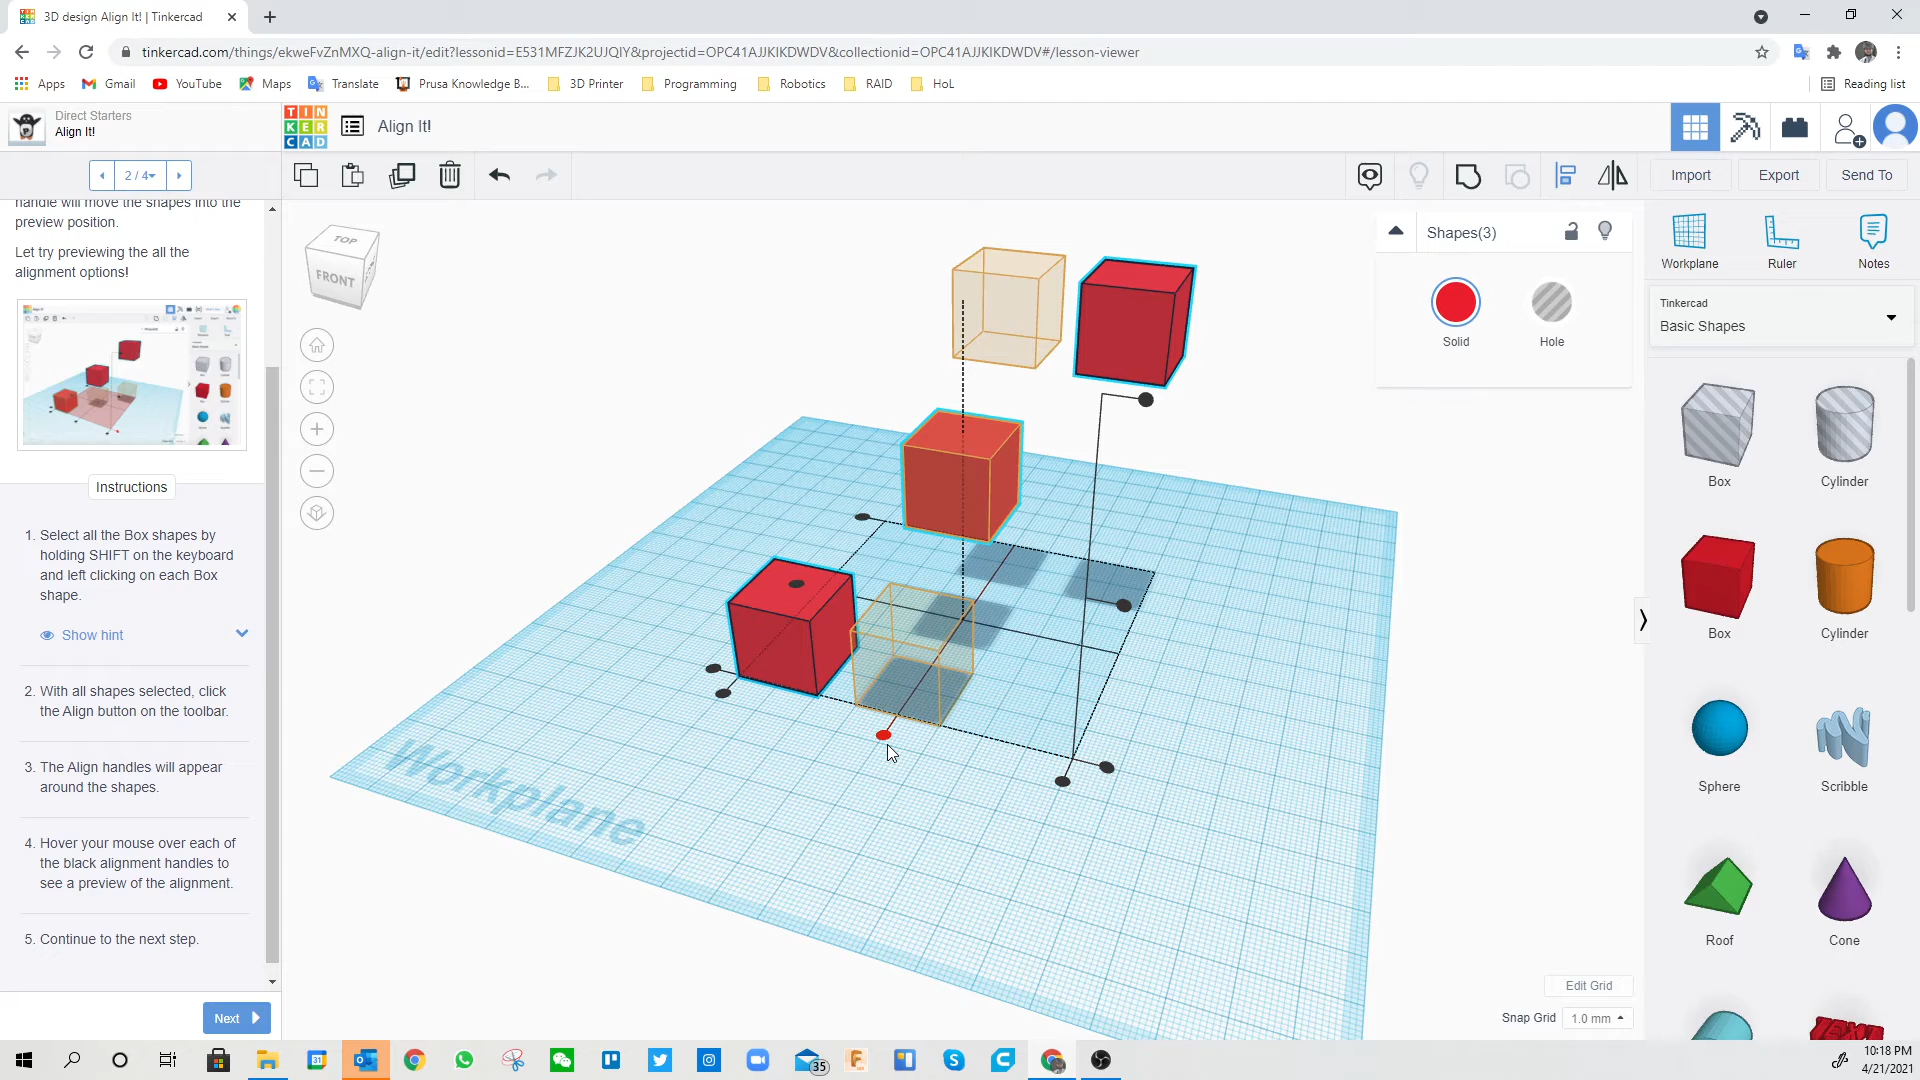 3D design Align It! | Tinkercad
tinkercad.com/things/ekweFvZnMXQ-align-it/edit?lessonid=E531MFZJK2UJQIY&projectid=OPC41AJJKIKDWDV&collectionid=OPC41AJJKIKDWDV#/lesson-viewer
Apps
Gmail
YouTube
Maps
Translate
Prusa Knowledge B...
3D Printer
Programming
Robotics
RAID
HoL
Reading list
Direct Starters
Align It!
TIN
KER
CAD
Align It!
2 / 4
Import
Export
Send To
handle will move the shapes into the
preview position.
Let try previewing the all the
alignment options!
Instructions
1. Select all the Box shapes by
holding SHIFT on the keyboard
and left clicking on each Box
shape.
Show hint
2. With all shapes selected, click
the Align button on the toolbar.
3. The Align handles will appear
around the shapes.
4. Hover your mouse over each of
the black alignment handles to
see a preview of the alignment.
5. Continue to the next step.
Next
TOP
FRONT
Workplane
Shapes(3)
Solid
Hole
Workplane
Ruler
Notes
Tinkercad
Basic Shapes
Box
Cylinder
Box
Cylinder
Sphere
Scribble
Roof
Cone
Edit Grid
Snap Grid
1.0 mm
31
35
10:18 PM
4/21/2021